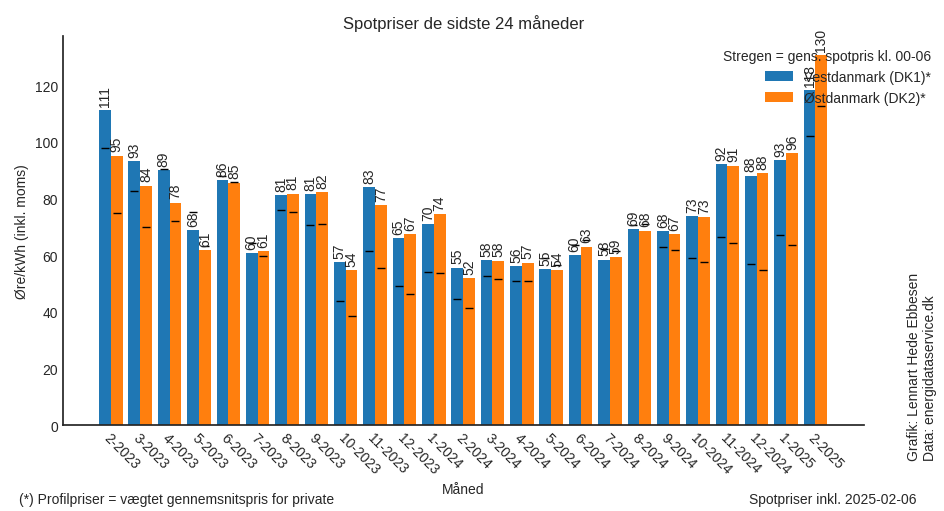 Spotpriser de sidste 24 måneder
Stregen = gens. spotpris kl. 00-06
Vestdanmark (DK1)*
Østdanmark (DK2)*
Øre/kWh (inkl. moms)
120
100
80
60
40
20
0
111 95 93 84 89 78 68 61 86 85 60 61 81 81 81 82 57 54 83 77 65 67 70 74 55 52 58 58 56 57 55 54 60 63 58 59 69 68 68 67 73 73 92 91 88 88 93 96 118 130
2-2023 3-2023 4-2023 5-2023 6-2023 7-2023 8-2023 9-2023 10-2023 11-2023 12-2023 1-2024 2-2024 3-2024 4-2024 5-2024 6-2024 7-2024 8-2024 9-2024 10-2024 11-2024 12-2024 1-2025 2-2025
Måned
Grafik: Lennart Hede Ebbesen
Data: energidataservice.dk
(*) Profilpriser = vægtet gennemsnitspris for private
Spotpriser inkl. 2025-02-06